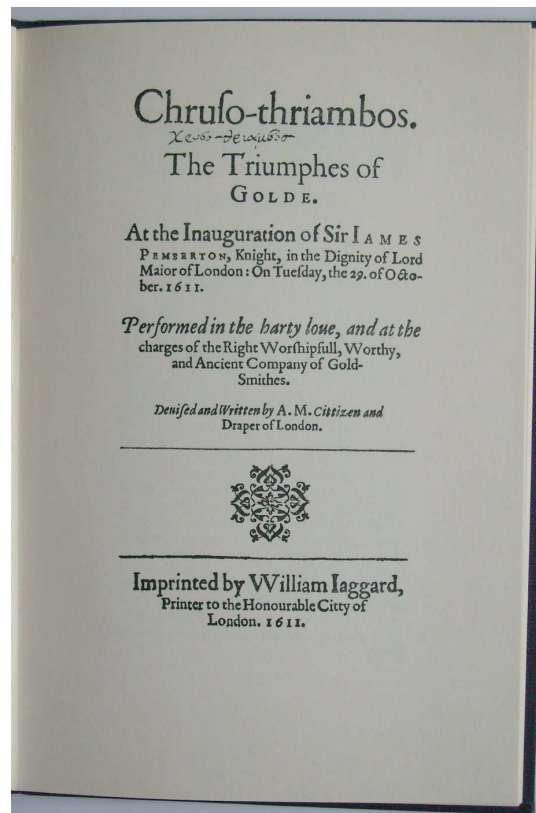 Chruſo-thriambos.
The Triumphes of
GOLDE.
At the Inauguration of Sir IAMES
PEMBERTON, Knight, in the Dignity of Lord
Maior of London: On Tueſday, the 29. of Octo-
ber. 1611.
Performed in the harty loue, and at the
charges of the Right Worſhipfull, Worthy,
and Ancient Company of Gold-
Smithes.
Deuiſed and Written by A. M. Cittizen and
Draper of London.
Imprinted by William Iaggard,
Printer to the Honourable Citty of
London. 1611.